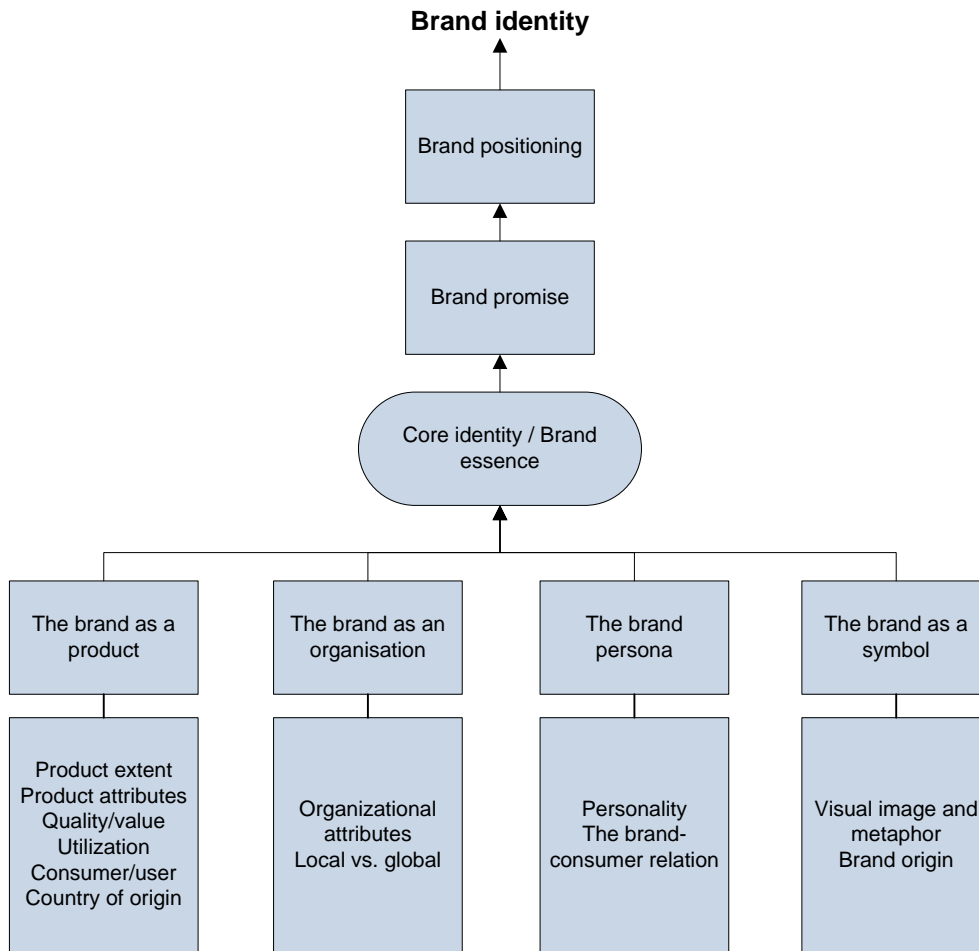 Brand identity
Brand positioning
Brand promise
Core identity / Brand
essence
The brand as a
product
The brand as an
organisation
The brand
persona
The brand as a
symbol
Product extent
Product attributes
Quality/value
Utilization
Consumer/user
Country of origin
Organizational
attributes
Local vs. global
Personality
The brand-
consumer relation
Visual image and
metaphor
Brand origin